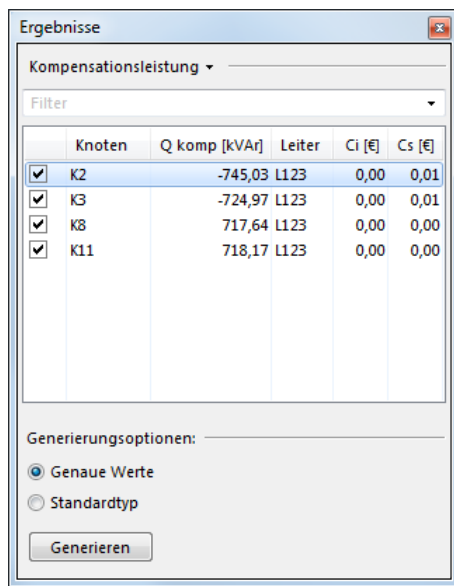 Ergebnisse
Kompensationsleistung
Filter
Knoten Q komp [kVAr] Leiter Ci [€] Cs [€]
K2 -745,03 L123 0,00 0,01
K3 -724,97 L123 0,00 0,01
K8 717,64 L123 0,00 0,00
K11 718,17 L123 0,00 0,00
Generierungsoptionen:
Genaue Werte
Standardtyp
Generieren